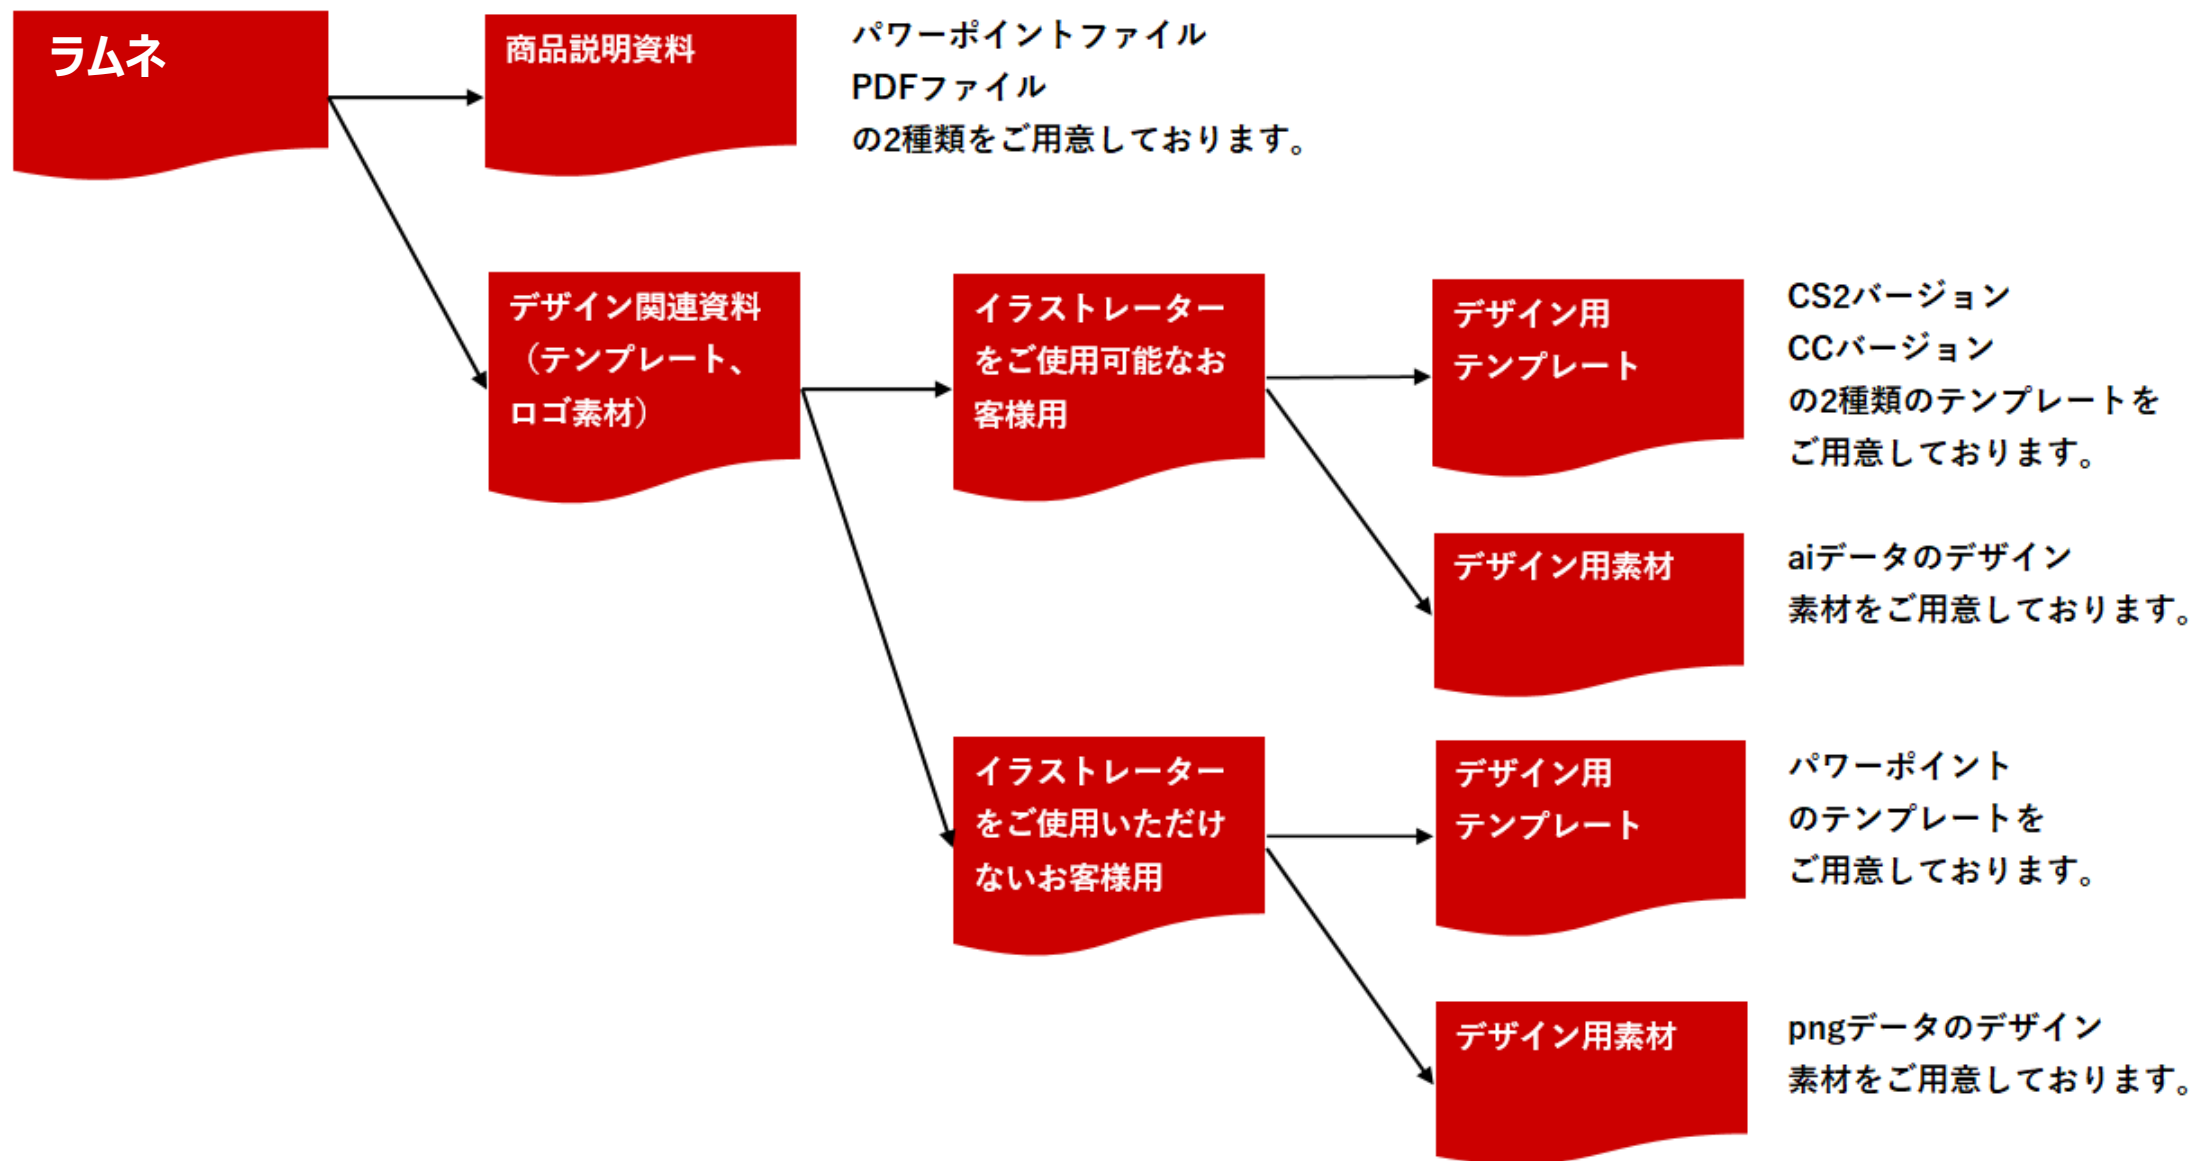 ラムネ
商品説明資料
パワーポイントファイル
PDFファイル
の2種類をご用意しております。
デザイン関連資料
（テンプレート、
ロゴ素材）
イラストレーター
をご使用可能なお
客様用
デザイン用
テンプレート
CS2バージョン
CCバージョン
の2種類のテンプレートを
ご用意しております。
デザイン用素材
aiデータのデザイン
素材をご用意しております。
イラストレーター
をご使用いただけ
ないお客様用
デザイン用
テンプレート
パワーポイント
のテンプレートを
ご用意しております。
デザイン用素材
pngデータのデザイン
素材をご用意しております。